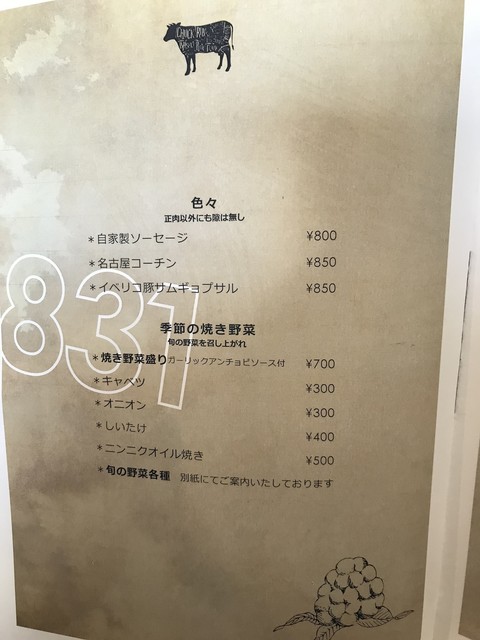 色々
正肉以外にも隙は無し
＊自家製ソーセージ ¥800
＊名古屋コーチン ¥850
＊イベリコ豚サムギョプサル ¥850
831
季節の焼き野菜
旬の野菜を召し上がれ
＊焼き野菜盛り ガーリックアンチョビソース付 ¥700
＊キャベツ ¥300
＊オニオン ¥300
＊しいたけ ¥400
＊ニンニクオイル焼き ¥500
＊旬の野菜各種 別紙にてご案内いたしております